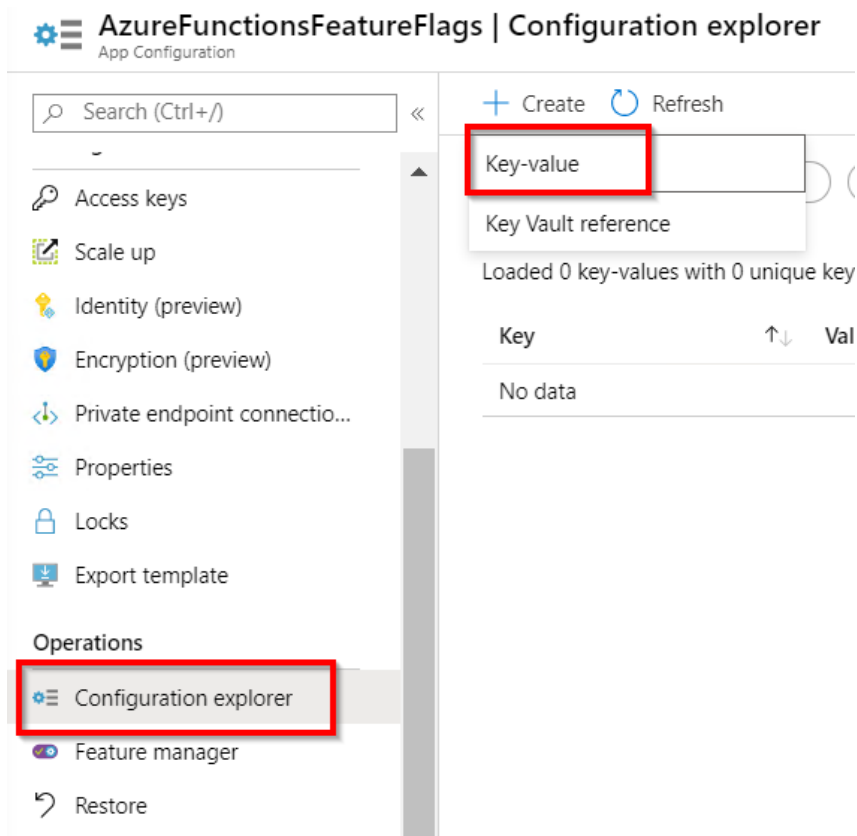 AzureFunctionsFeatureFlags | Configuration explorer
App Configuration
Search (Ctrl+/)
«
Access keys
Scale up
Identity (preview)
Encryption (preview)
Private endpoint connectio...
Properties
Locks
Export template
Operations
Configuration explorer
Feature manager
Restore
+ Create
Refresh
Key-value
Key Vault reference
Loaded 0 key-values with 0 unique key
Key ↑↓ Val
No data